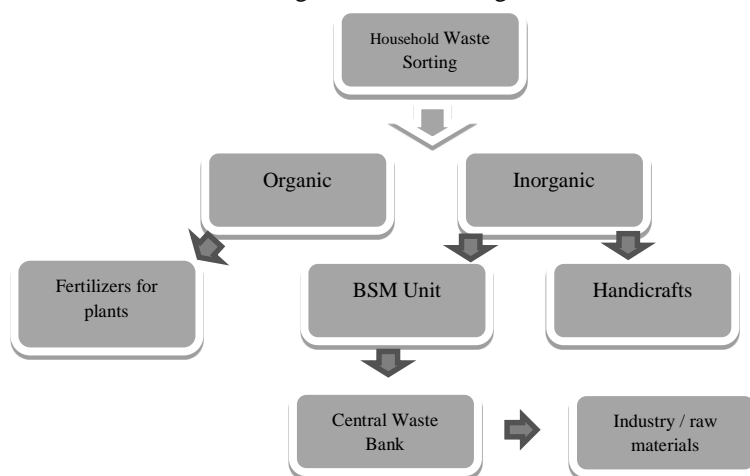 Household Waste
Sorting
Organic
Inorganic
Fertilizers for
plants
BSM Unit
Handicrafts
Central Waste
Bank
Industry / raw
materials